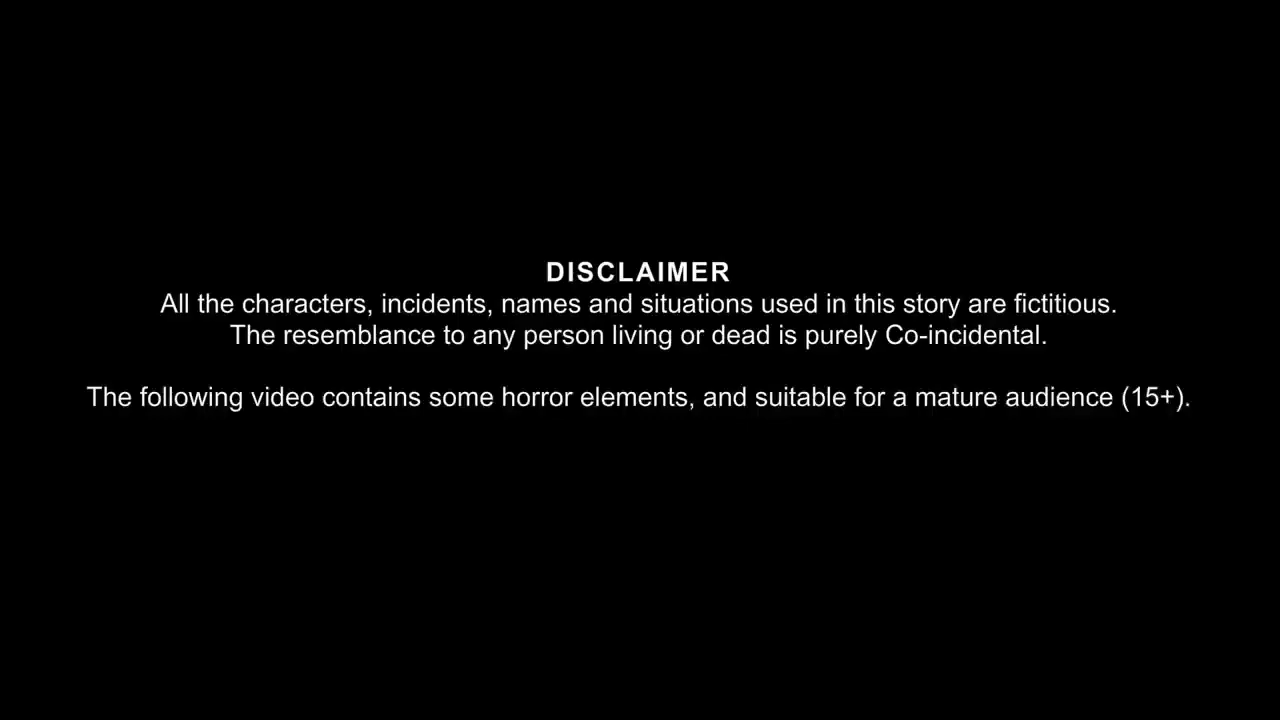 DISCLAIMER
All the characters, incidents, names and situations used in this story are fictitious.
The resemblance to any person living or dead is purely Co-incidental.
The following video contains some horror elements, and suitable for a mature audience (15+).